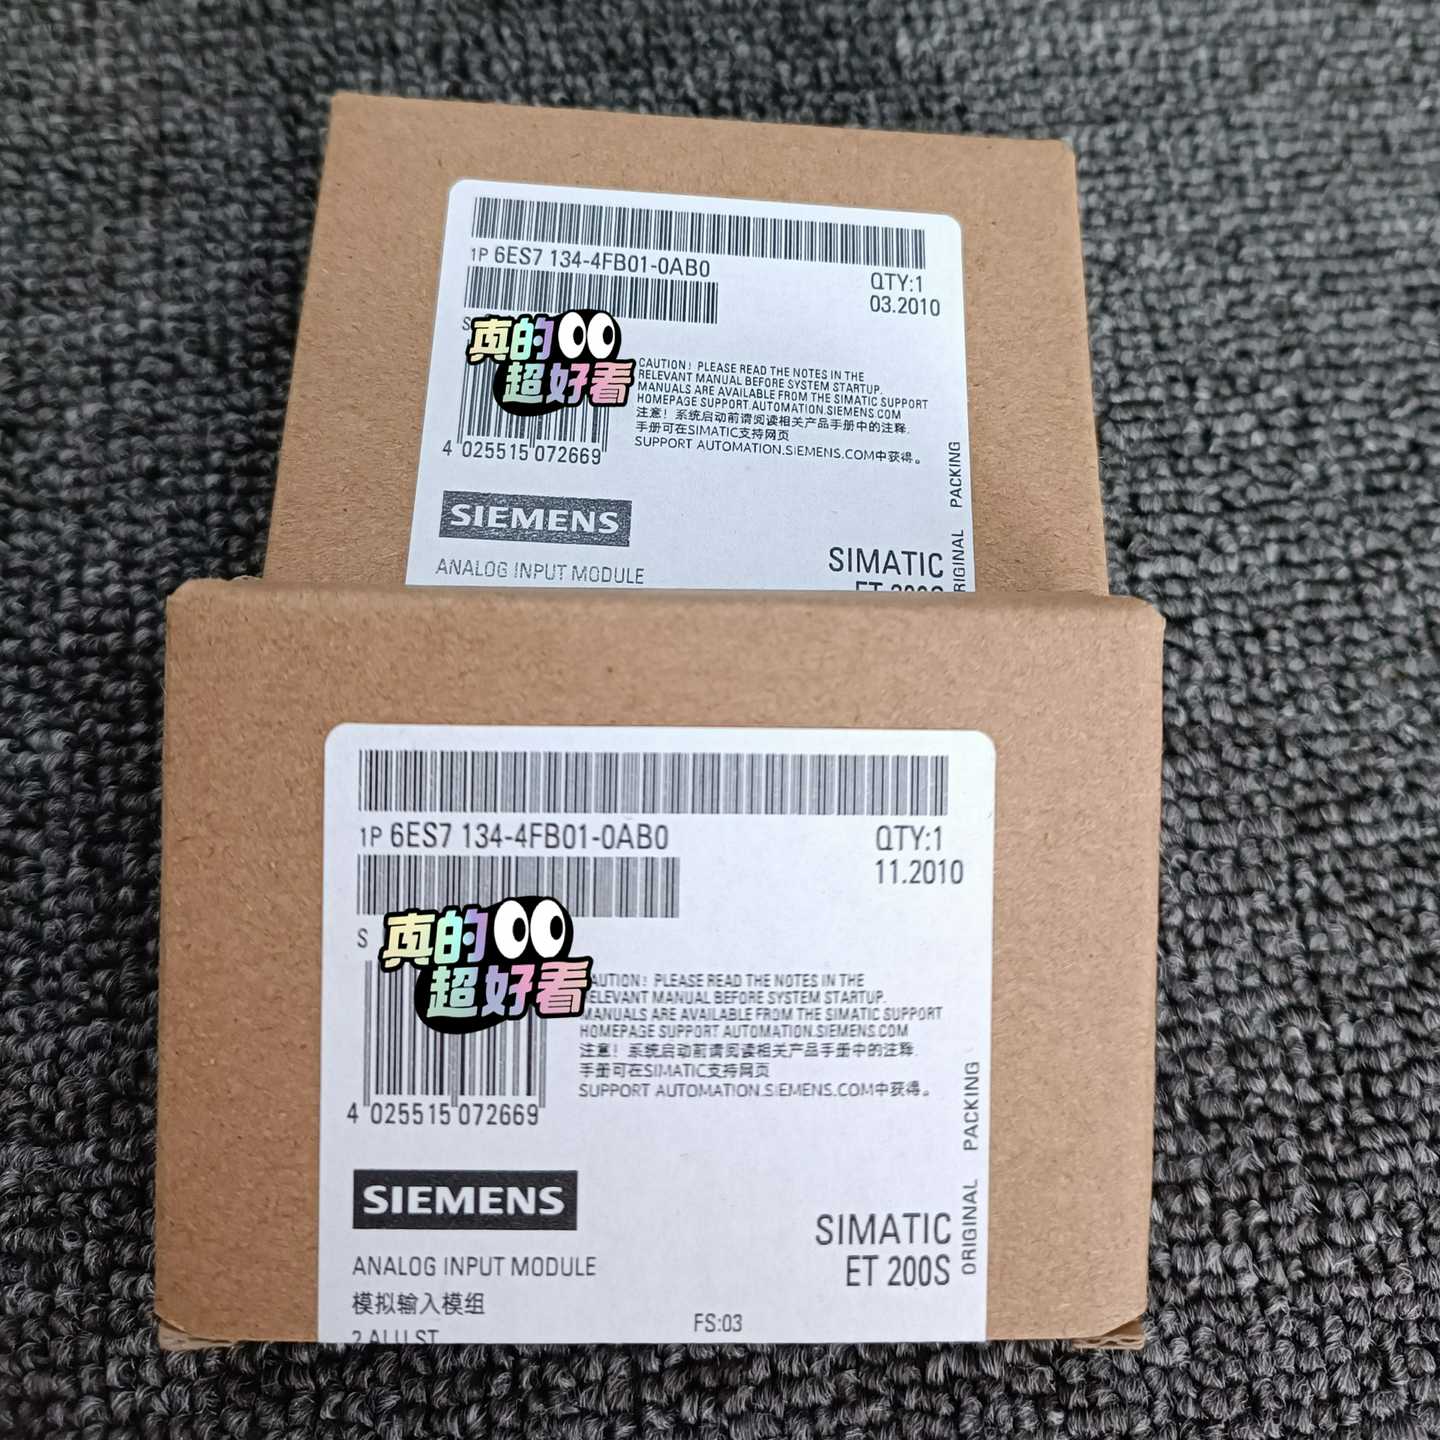 1P 6ES7 134-4FB01-0AB0
QTY:1
03.2010
S
真的
超好看
CAUTION! PLEASE READ THE NOTES IN THE
RELEVANT MANUAL BEFORE SYSTEM STARTUP.
MANUALS ARE AVAILABLE FROM THE SIMATIC SUPPORT
HOMEPAGE SUPPORT.AUTOMATION.SIEMENS.COM
注意! 系统启动前请阅读相关产品手册中的注释.
手册可在SIMATIC支持网页
SUPPORT AUTOMATION.SIEMENS.COM中获得。
4 025515 072669
SIEMENS
ANALOG INPUT MODULE
SIMATIC
ET 200S
ORIGINAL PACKING
1P 6ES7 134-4FB01-0AB0
QTY:1
11.2010
S
真的
超好看
CAUTION! PLEASE READ THE NOTES IN THE
RELEVANT MANUAL BEFORE SYSTEM STARTUP.
MANUALS ARE AVAILABLE FROM THE SIMATIC SUPPORT
HOMEPAGE SUPPORT AUTOMATION.SIEMENS.COM
注意! 系统启动前请阅读相关产品手册中的注释.
手册可在SIMATIC支持网页
SUPPORT AUTOMATION.SIEMENS.COM中获得。
4 025515 072669
SIEMENS
ANALOG INPUT MODULE
模拟输入模组
2 AI U ST
FS:03
SIMATIC
ET 200S
ORIGINAL PACKING